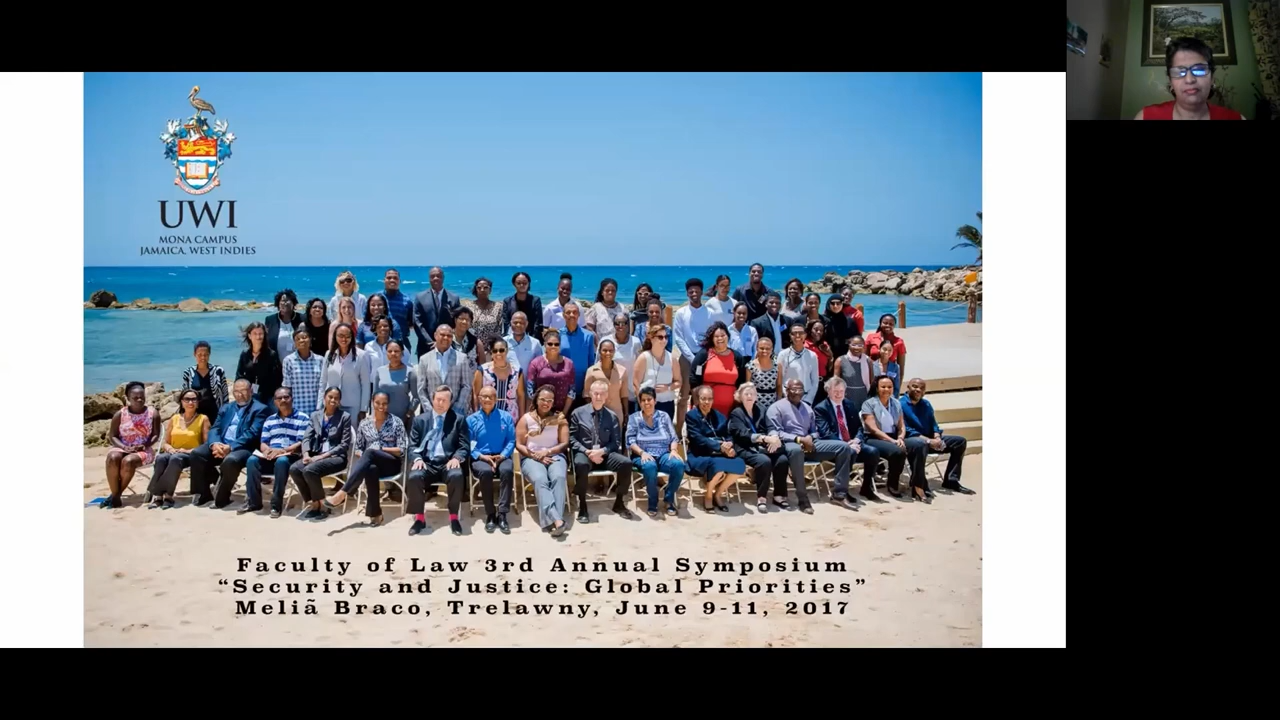 UWI
MONA CAMPUS
JAMAICA, WEST INDIES
Faculty of Law 3rd Annual Symposium
“Security and Justice: Global Priorities”
Meliã Braco, Trelawny, June 9-11, 2017